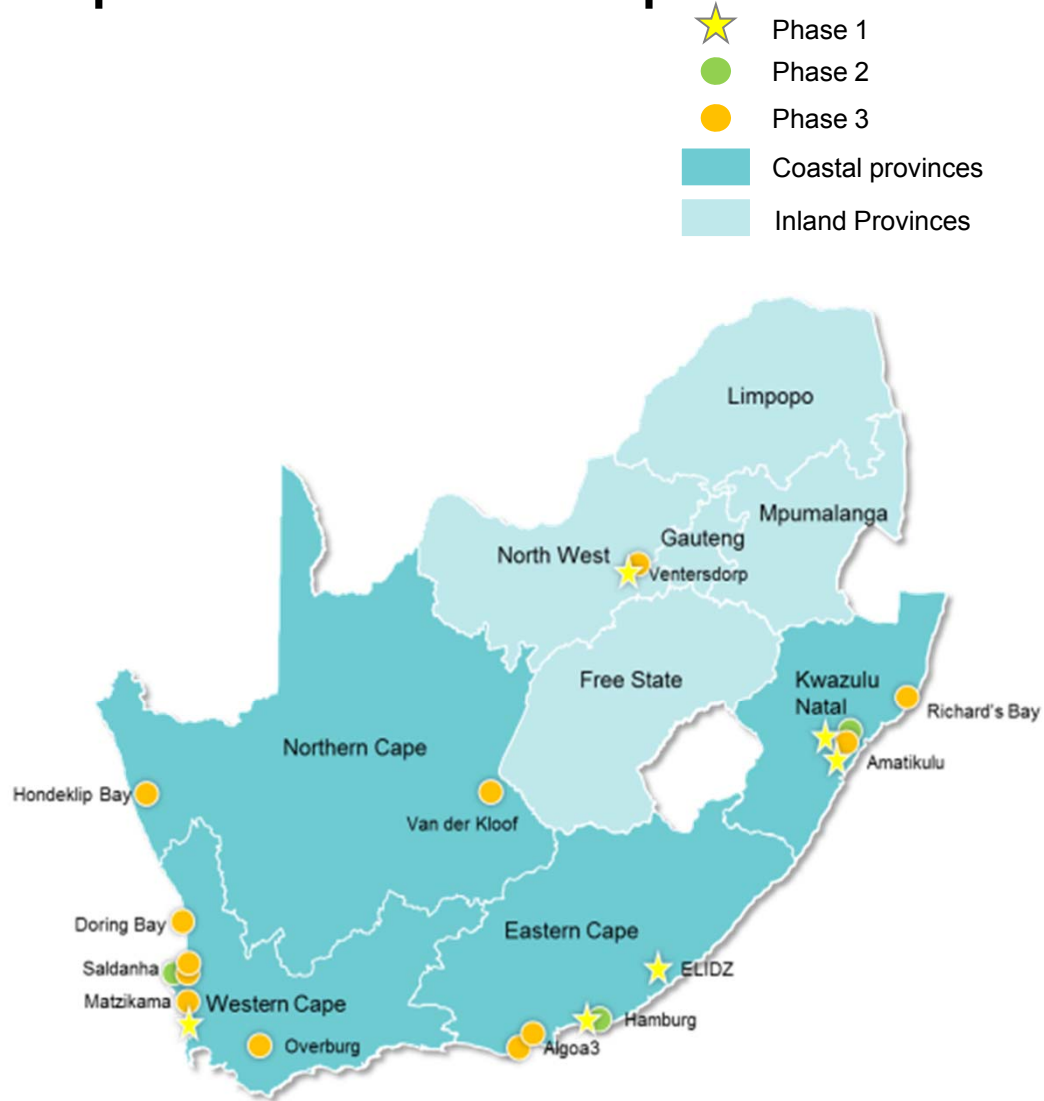 Phase 1
Phase 2
Phase 3
Coastal provinces
Inland Provinces
Limpopo
Mpumalanga
Gauteng
North West
Ventersdorp
Free State
Kwazulu
Natal
Richard's Bay
Amatikulu
Northern Cape
Hondeklip Bay
Van der Kloof
Doring Bay
Eastern Cape
Saldanha
ELIDZ
Matzikama
Western Cape
Hamburg
Overburg
Algoa3